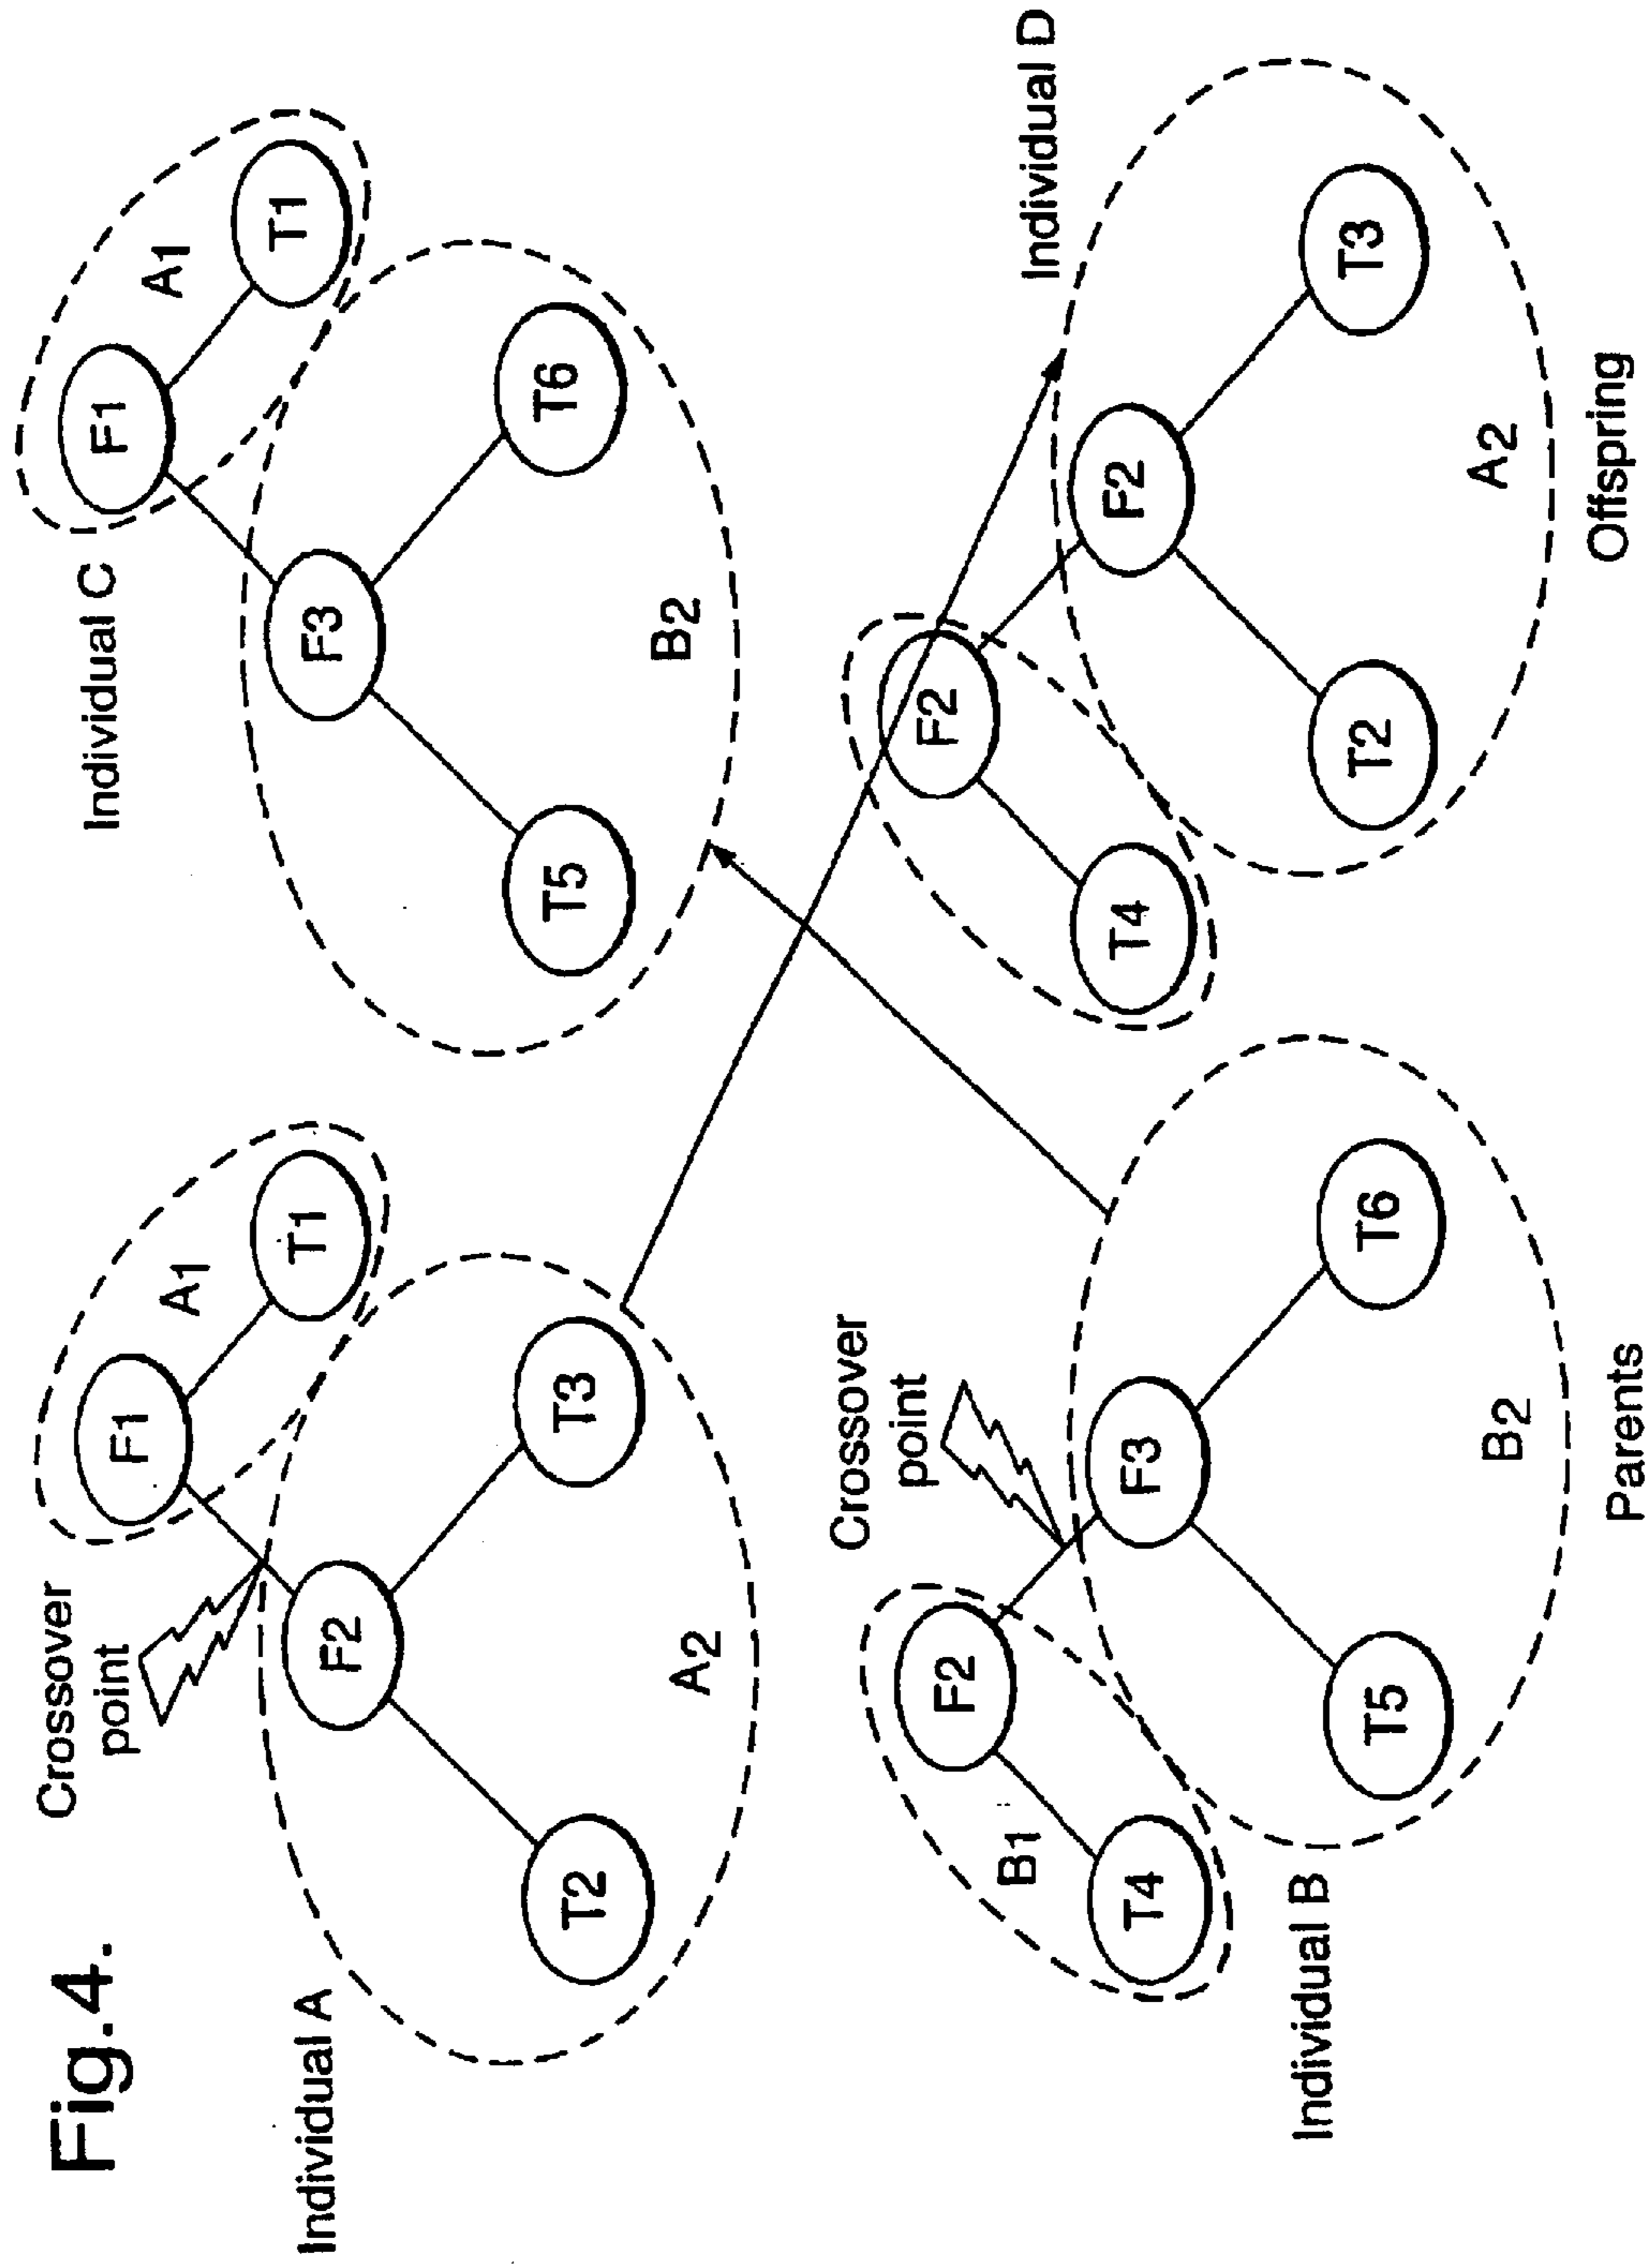 Fig.4.
Individual A
Crossover
point
F1
A1
T1
F2
T2
T3
A2
Individual C
F1
A1
T1
F3
T5
T6
B2
Individual B
Crossover
point
F2
B1
T4
F3
T5
T6
B2
Parents
Individual D
F2
T4
F2
T2
T3
A2
Offspring